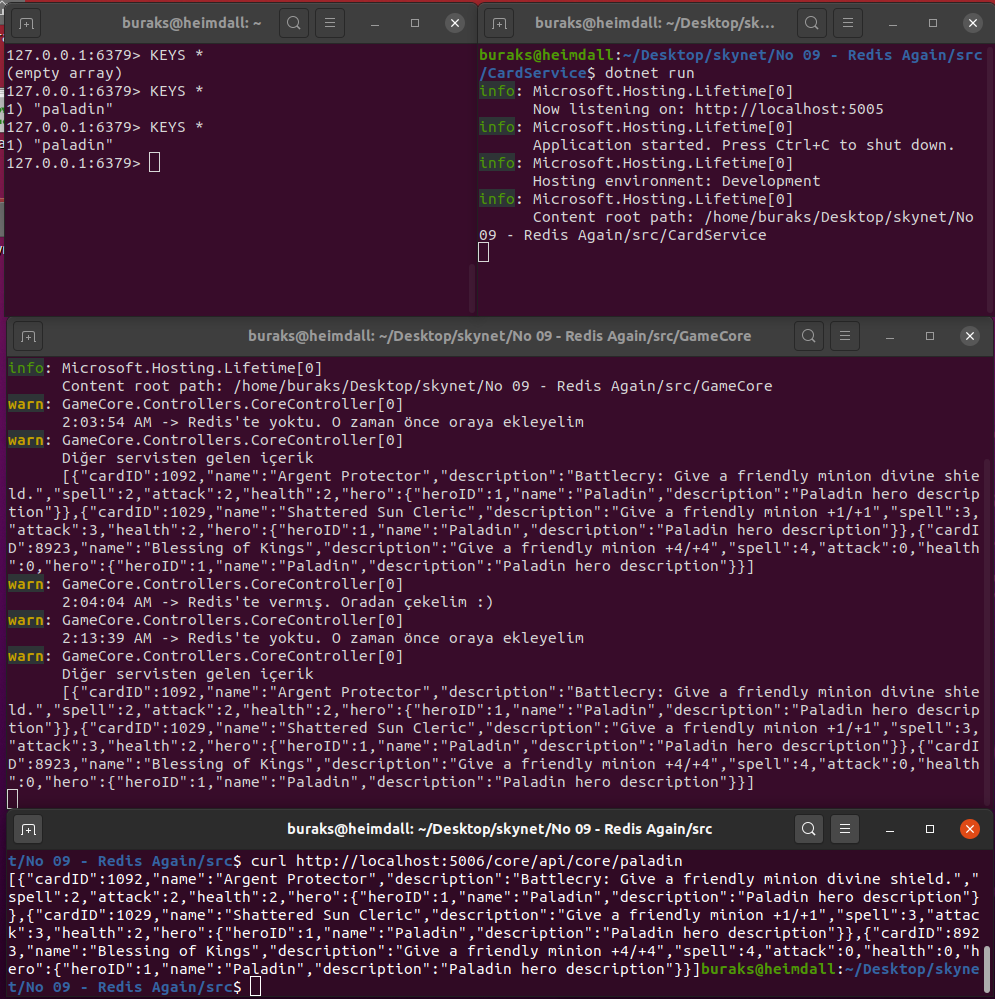 buraks@heimdall: ~
127.0.0.1:6379> KEYS *
(empty array)
127.0.0.1:6379> KEYS *
1) "paladin"
127.0.0.1:6379> KEYS *
1) "paladin"
127.0.0.1:6379>
buraks@heimdall: ~/Desktop/sk...
buraks@heimdall:~/Desktop/skynet/No 09 - Redis Again/src
/CardService$ dotnet run
info: Microsoft.Hosting.Lifetime[0]
Now listening on: http://localhost:5005
info: Microsoft.Hosting.Lifetime[0]
Application started. Press Ctrl+C to shut down.
info: Microsoft.Hosting.Lifetime[0]
Hosting environment: Development
info: Microsoft.Hosting.Lifetime[0]
Content root path: /home/buraks/Desktop/skynet/No
09 - Redis Again/src/CardService
buraks@heimdall: ~/Desktop/skynet/No 09 - Redis Again/src/GameCore
info: Microsoft.Hosting.Lifetime[0]
Content root path: /home/buraks/Desktop/skynet/No 09 - Redis Again/src/GameCore
warn: GameCore.Controllers.CoreController[0]
2:03:54 AM -> Redis'te yoktu. O zaman önce oraya ekleyelim
warn: GameCore.Controllers.CoreController[0]
Diğer servisten gelen içerik
[{"cardID":1092,"name":"Argent Protector","description":"Battlecry: Give a friendly minion divine shie
ld.","spell":2,"attack":2,"health":2,"hero":{"heroID":1,"name":"Paladin","description":"Paladin hero descrip
tion"}},{"cardID":1029,"name":"Shattered Sun Cleric","description":"Give a friendly minion +1/+1","spell":3,
"attack":3,"health":2,"hero":{"heroID":1,"name":"Paladin","description":"Paladin hero description"}},{"cardI
D":8923,"name":"Blessing of Kings","description":"Give a friendly minion +4/+4","spell":4,"attack":0,"health
":0,"hero":{"heroID":1,"name":"Paladin","description":"Paladin hero description"}}]
warn: GameCore.Controllers.CoreController[0]
2:04:04 AM -> Redis'te vermış. Oradan çekelim :)
warn: GameCore.Controllers.CoreController[0]
2:13:39 AM -> Redis'te yoktu. O zaman önce oraya ekleyelim
warn: GameCore.Controllers.CoreController[0]
Diğer servisten gelen içerik
[{"cardID":1092,"name":"Argent Protector","description":"Battlecry: Give a friendly minion divine shie
ld.","spell":2,"attack":2,"health":2,"hero":{"heroID":1,"name":"Paladin","description":"Paladin hero descrip
tion"}},{"cardID":1029,"name":"Shattered Sun Cleric","description":"Give a friendly minion +1/+1","spell":3,
"attack":3,"health":2,"hero":{"heroID":1,"name":"Paladin","description":"Paladin hero description"}},{"cardI
D":8923,"name":"Blessing of Kings","description":"Give a friendly minion +4/+4","spell":4,"attack":0,"health
":0,"hero":{"heroID":1,"name":"Paladin","description":"Paladin hero description"}}]
buraks@heimdall: ~/Desktop/skynet/No 09 - Redis Again/src
t/No 09 - Redis Again/src$ curl http://localhost:5006/core/api/core/paladin
[{"cardID":1092,"name":"Argent Protector","description":"Battlecry: Give a friendly minion divine shield.","
spell":2,"attack":2,"health":2,"hero":{"heroID":1,"name":"Paladin","description":"Paladin hero description"}
},{"cardID":1029,"name":"Shattered Sun Cleric","description":"Give a friendly minion +1/+1","spell":3,"attac
k":3,"health":2,"hero":{"heroID":1,"name":"Paladin","description":"Paladin hero description"}},{"cardID":892
3,"name":"Blessing of Kings","description":"Give a friendly minion +4/+4","spell":4,"attack":0,"health":0,"h
ero":{"heroID":1,"name":"Paladin","description":"Paladin hero description"}}]buraks@heimdall:~/Desktop/skyne
t/No 09 - Redis Again/src$